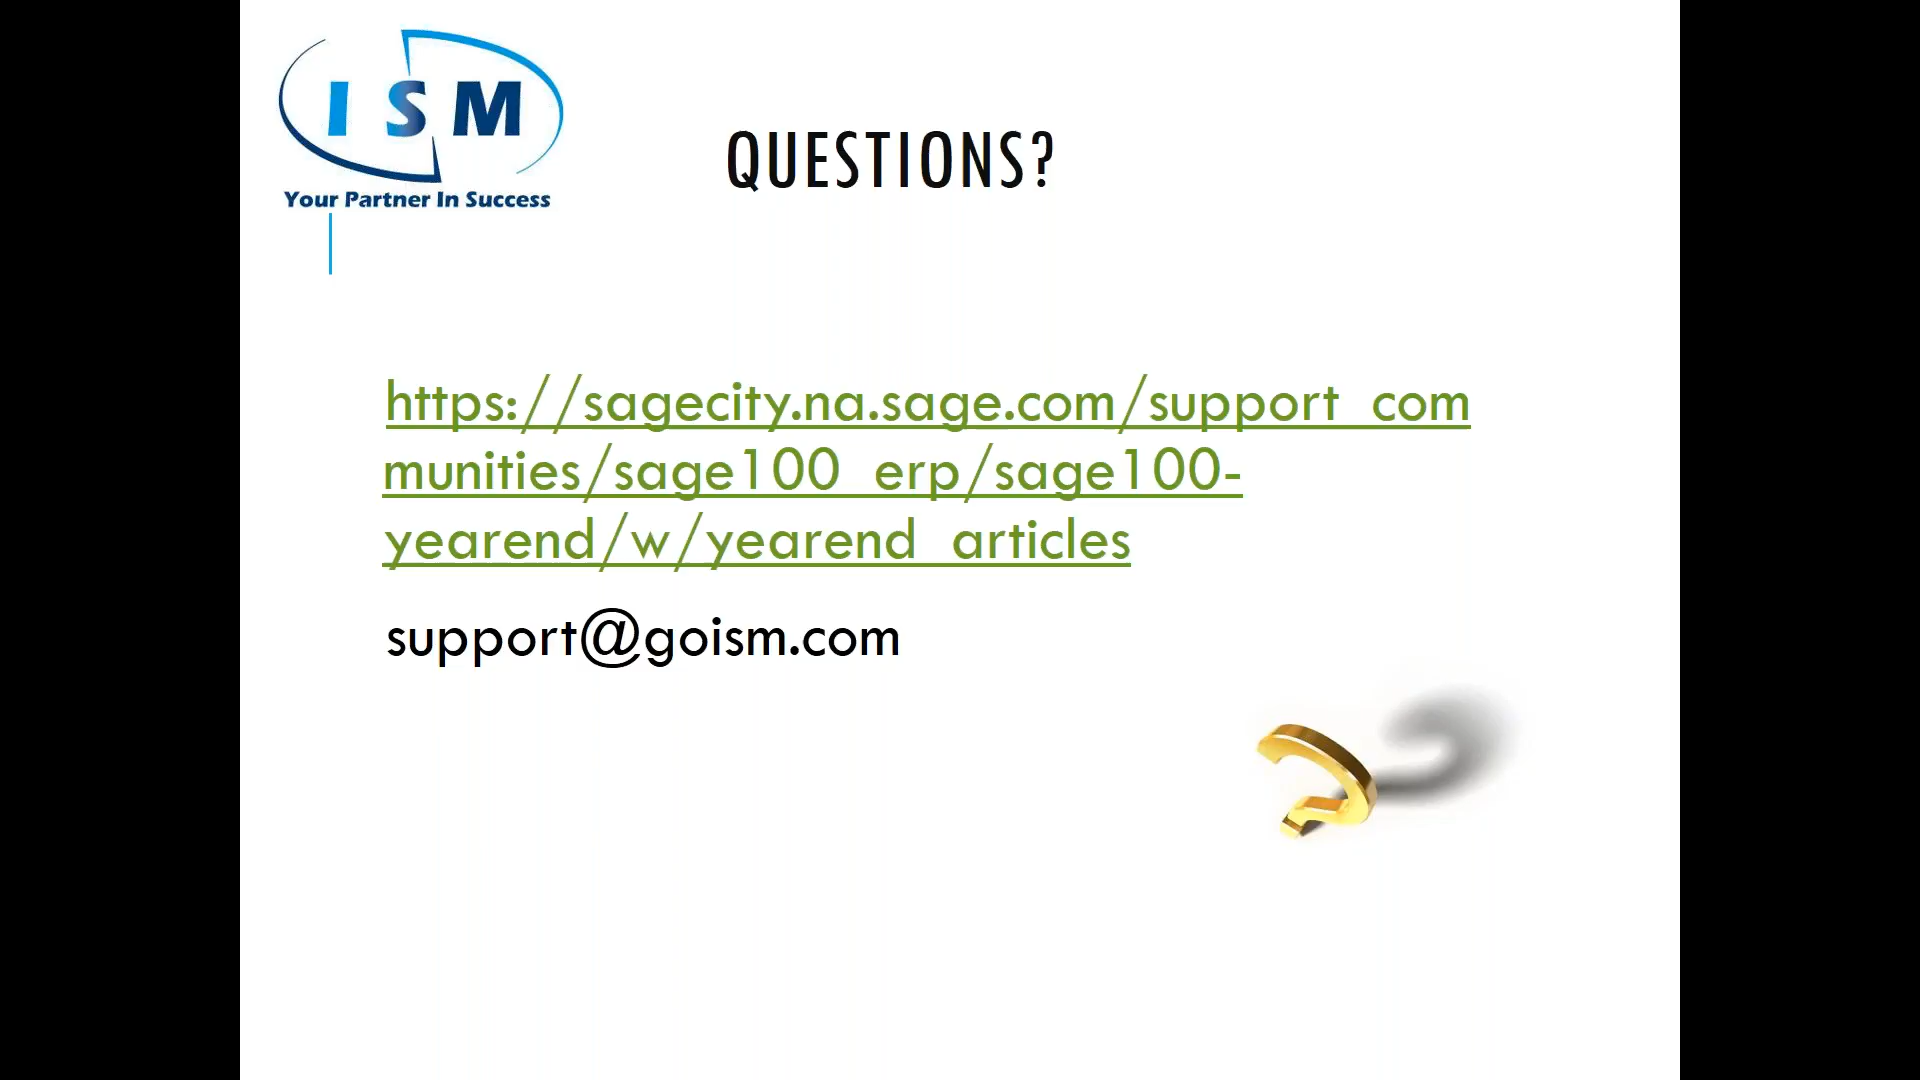 I S M
Your Partner In Success
QUESTIONS?
https://sagecity.na.sage.com/support_com
munities/sage100_erp/sage100-
yearend/w/yearend_articles
support@goism.com